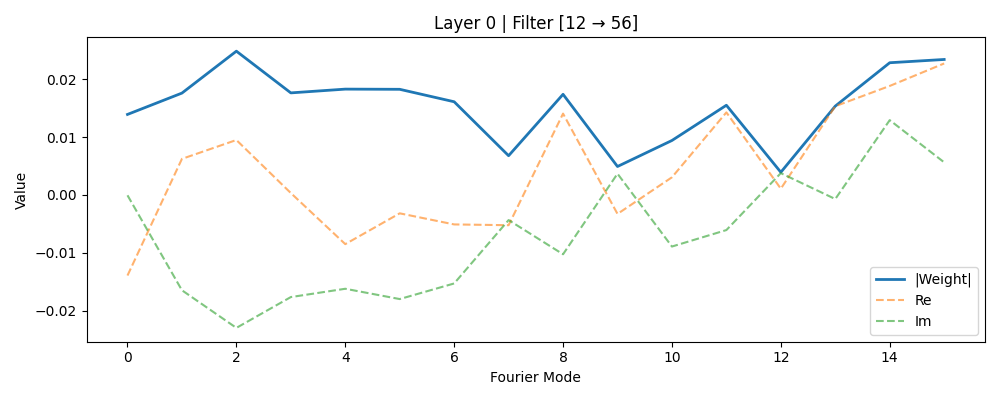 Layer 0 | Filter [12 → 56]
Value
0.02
0.01
0.00
−0.01
−0.02
|Weight|
Re
Im
0 2 4 6 8 10 12 14
Fourier Mode